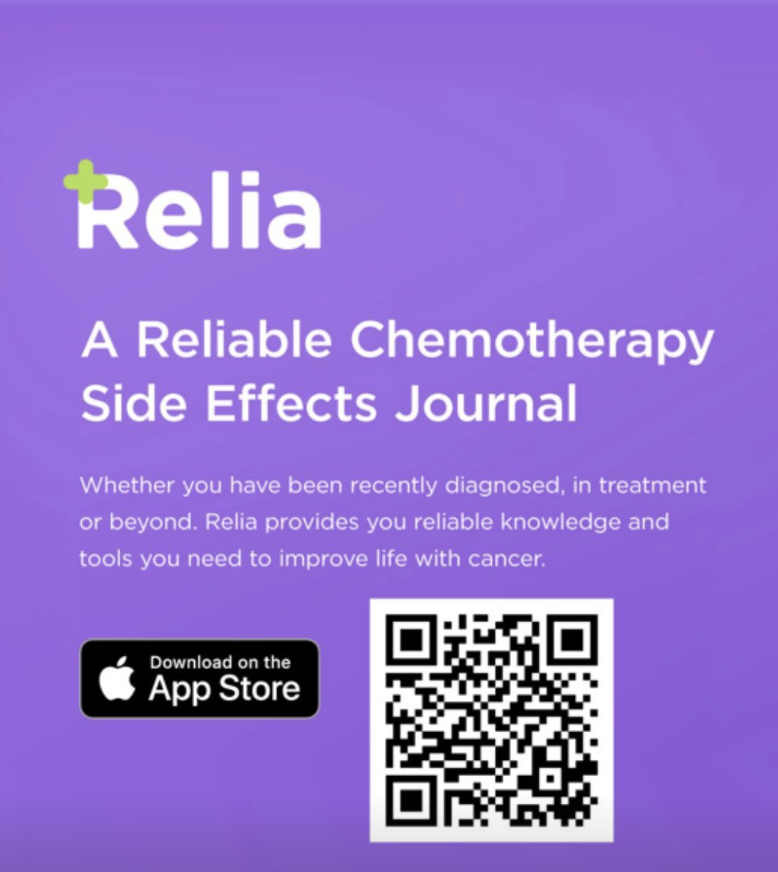 Relia
A Reliable Chemotherapy
Side Effects Journal
Whether you have been recently diagnosed, in treatment
or beyond. Relia provides you reliable knowledge and
tools you need to improve life with cancer.
Download on the
App Store